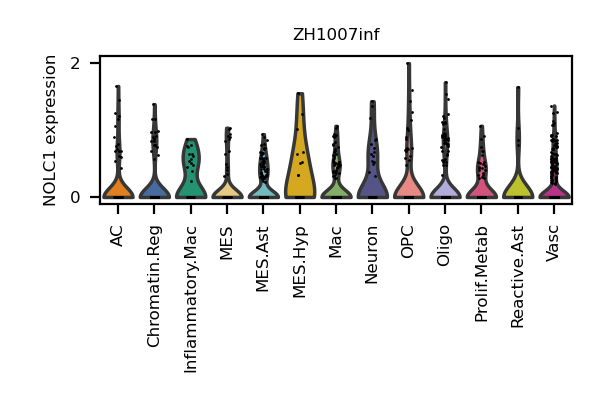 ZH1007inf
NOLC1 expression
2
0
AC
Chromatin.Reg
Inflammatory.Mac
MES
MES.Ast
MES.Hyp
Mac
Neuron
OPC
Oligo
Prolif.Metab
Reactive.Ast
Vasc